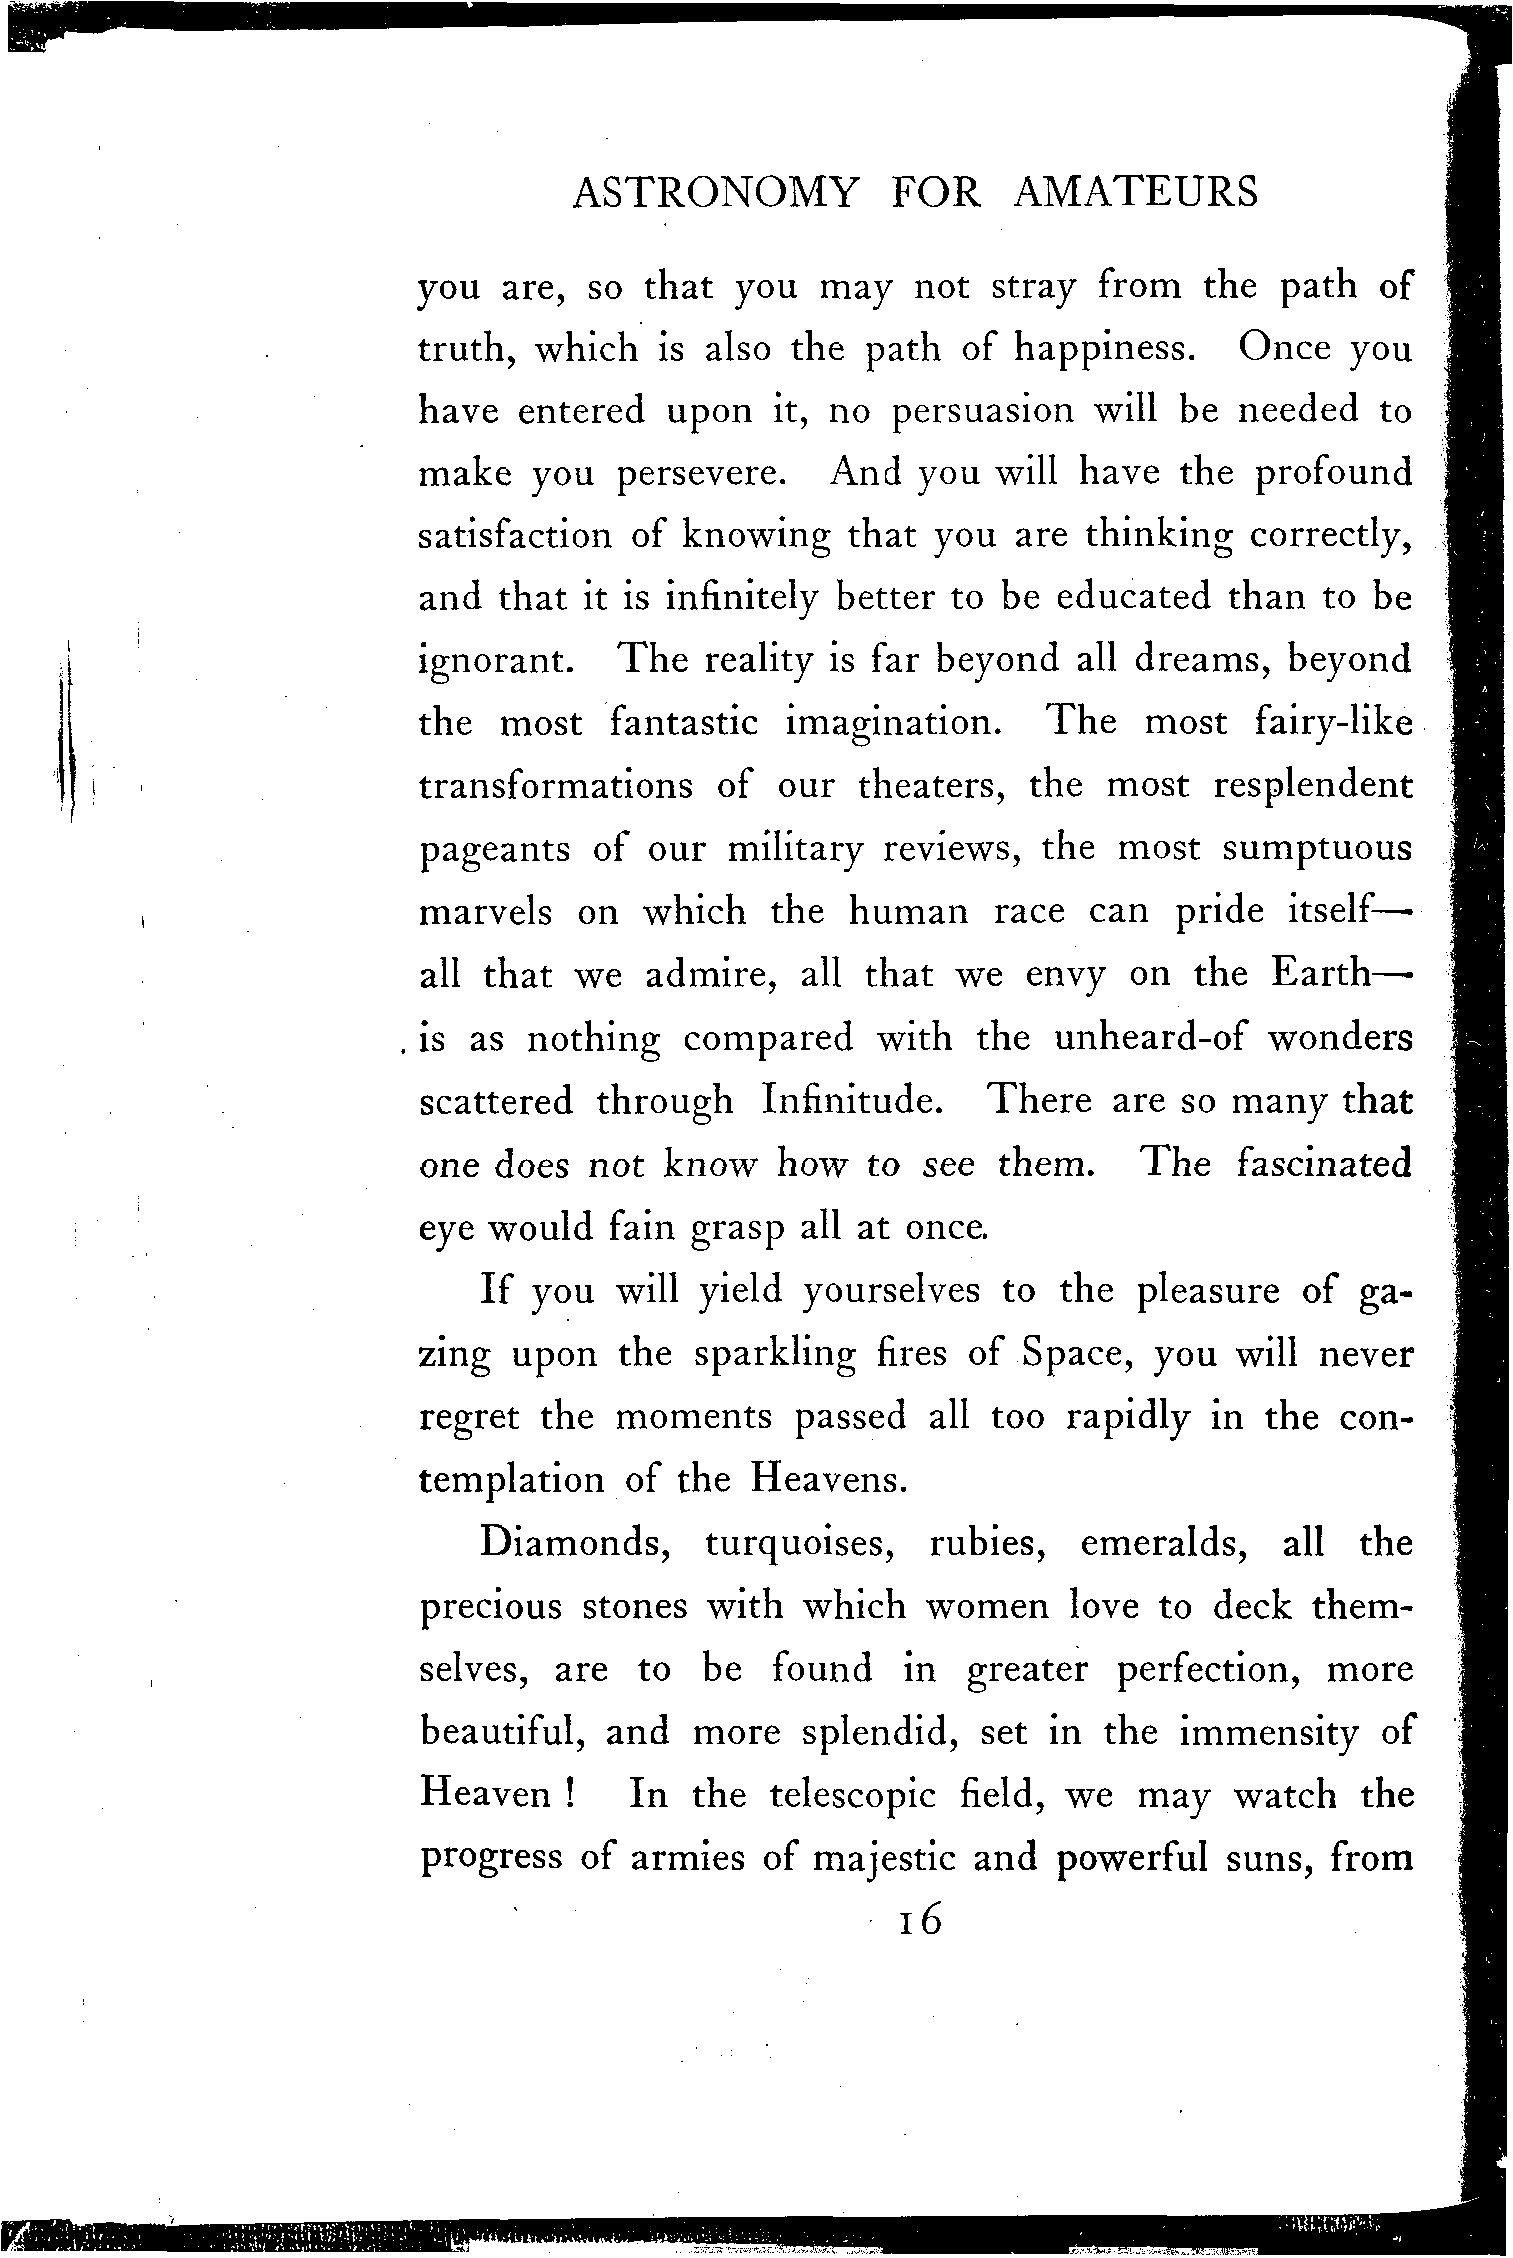 ASTRONOMY FOR AMATEURS
you are, so that you may not stray from the path of
truth, which is also the path of happiness. Once you
have entered upon it, no persuasion will be needed to
make you persevere. And you will have the profound
satisfaction of knowing that you are thinking correctly,
and that it is infinitely better to be educated than to be
ignorant. The reality is far beyond all dreams, beyond
the most fantastic imagination. The most fairy-like
transformations of our theaters, the most resplendent
pageants of our military reviews, the most sumptuous
marvels on which the human race can pride itself—
all that we admire, all that we envy on the Earth—
is as nothing compared with the unheard-of wonders
scattered through Infinitude. There are so many that
one does not know how to see them. The fascinated
eye would fain grasp all at once.
If you will yield yourselves to the pleasure of ga-
zing upon the sparkling fires of Space, you will never
regret the moments passed all too rapidly in the con-
templation of the Heavens.
Diamonds, turquoises, rubies, emeralds, all the
precious stones with which women love to deck them-
selves, are to be found in greater perfection, more
beautiful, and more splendid, set in the immensity of
Heaven ! In the telescopic field, we may watch the
progress of armies of majestic and powerful suns, from
16